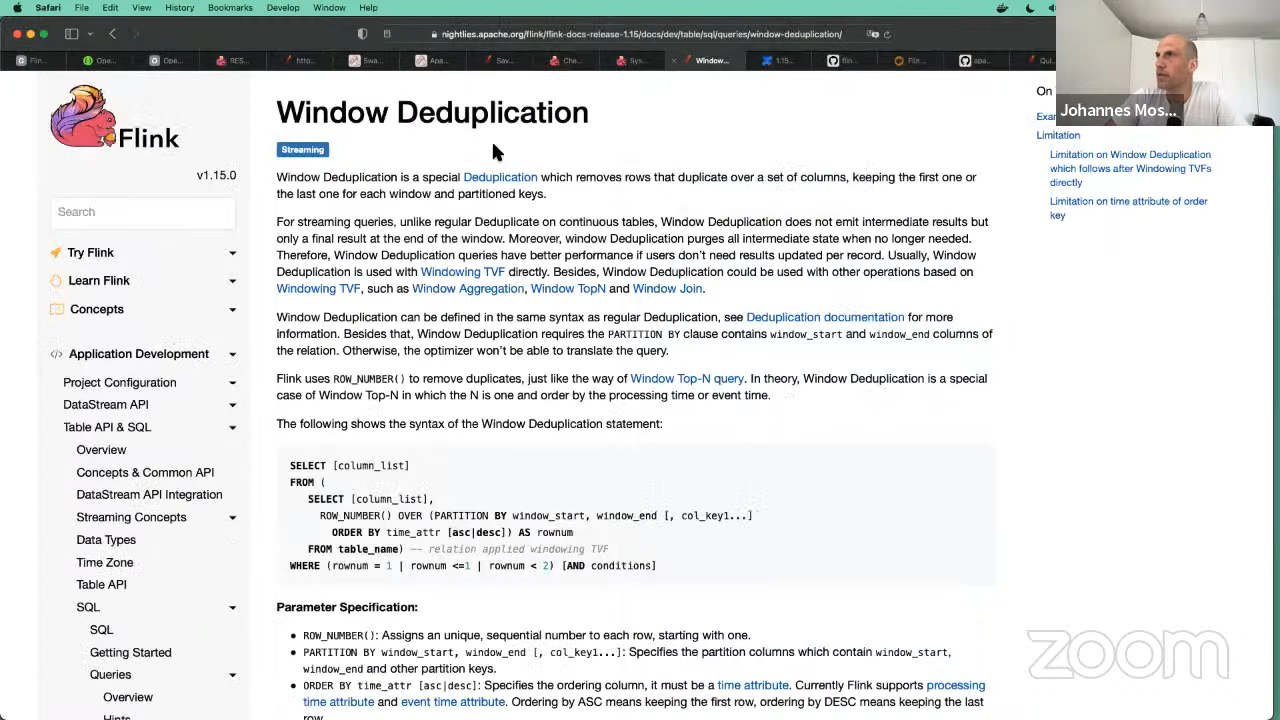 Safari File Edit View History Bookmarks Develop Window Help
nightlies.apache.org/flink/flink-docs-release-1.15/docs/dev/table/sql/queries/window-deduplication/
Flin... Ope... Ope... RES... http... Swa... Apa... Sav... Che... Sys... Window... 1.15... flin... Flin... apa... Qui...
Johannes Mos...
Flink
v1.15.0
Search
Try Flink
Learn Flink
Concepts
Application Development
Project Configuration
DataStream API
Table API & SQL
Overview
Concepts & Common API
DataStream API Integration
Streaming Concepts
Data Types
Time Zone
Table API
SQL
SQL
Getting Started
Queries
Overview
Hints
Window Deduplication
Streaming
Window Deduplication is a special Deduplication which removes rows that duplicate over a set of columns, keeping the first one or
the last one for each window and partitioned keys.
For streaming queries, unlike regular Deduplicate on continuous tables, Window Deduplication does not emit intermediate results but
only a final result at the end of the window. Moreover, window Deduplication purges all intermediate state when no longer needed.
Therefore, Window Deduplication queries have better performance if users don't need results updated per record. Usually, Window
Deduplication is used with Windowing TVF directly. Besides, Window Deduplication could be used with other operations based on
Windowing TVF, such as Window Aggregation, Window TopN and Window Join.
Window Deduplication can be defined in the same syntax as regular Deduplication, see Deduplication documentation for more
information. Besides that, Window Deduplication requires the PARTITION BY clause contains window_start and window_end columns of
the relation. Otherwise, the optimizer won't be able to translate the query.
Flink uses ROW_NUMBER() to remove duplicates, just like the way of Window Top-N query. In theory, Window Deduplication is a special
case of Window Top-N in which the N is one and order by the processing time or event time.
The following shows the syntax of the Window Deduplication statement:
SELECT [column_list]
FROM (
SELECT [column_list],
ROW_NUMBER() OVER (PARTITION BY window_start, window_end [, col_key1...]
ORDER BY time_attr [asc|desc]) AS rownum
FROM table_name) -- relation applied windowing TVF
WHERE (rownum = 1 | rownum <=1 | rownum < 2) [AND conditions]
Parameter Specification:
• ROW_NUMBER(): Assigns an unique, sequential number to each row, starting with one.
• PARTITION BY window_start, window_end [, col_key1...]: Specifies the partition columns which contain window_start,
window_end and other partition keys.
• ORDER BY time_attr [asc|desc]: Specifies the ordering column, it must be a time attribute. Currently Flink supports processing
time attribute and event time attribute. Ordering by ASC means keeping the first row, ordering by DESC means keeping the last
row.
On
Exam
Limitation
Limitation on Window Deduplication
which follows after Windowing TVFs
directly
Limitation on time attribute of order
key
zoom